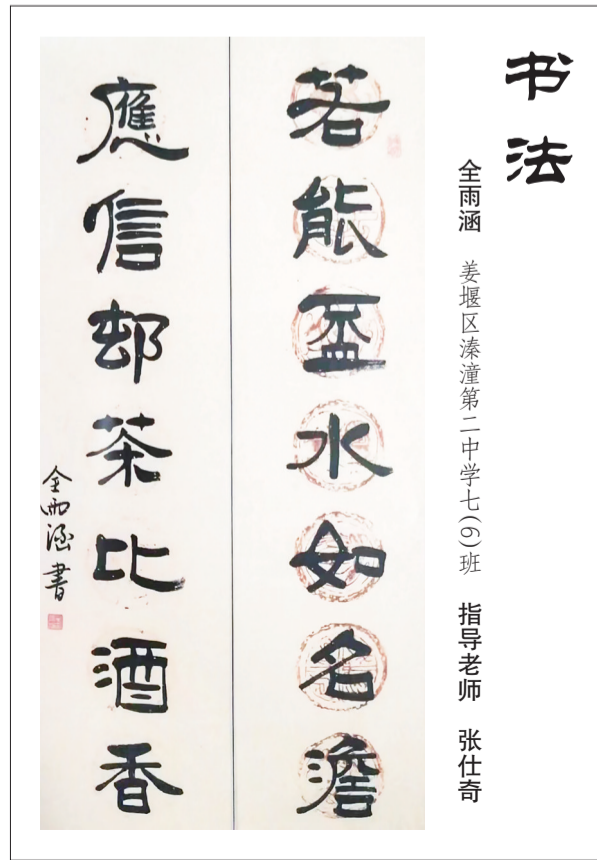 书法
全雨涵 姜堰区溱潼第二中学七(6)班 指导老师 张仕奇
若能盃水如名澹
應信邨茶比酒香
全雨涵書